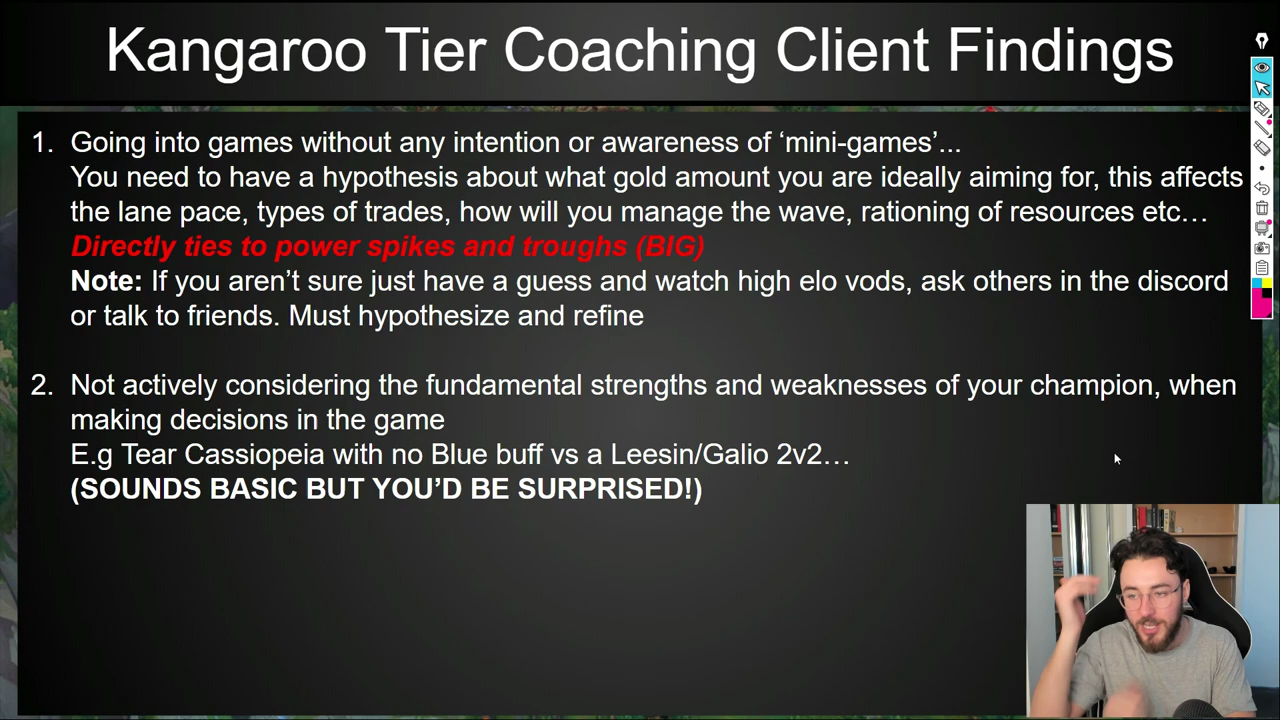 Kangaroo Tier Coaching Client Findings
1. Going into games without any intention or awareness of ‘mini-games’...
You need to have a hypothesis about what gold amount you are ideally aiming for, this affects
the lane pace, types of trades, how will you manage the wave, rationing of resources etc…
Directly ties to power spikes and troughs (BIG)
Note: If you aren’t sure just have a guess and watch high elo vods, ask others in the discord
or talk to friends. Must hypothesize and refine
2. Not actively considering the fundamental strengths and weaknesses of your champion, when
making decisions in the game
E.g Tear Cassiopeia with no Blue buff vs a Leesin/Galio 2v2…
(SOUNDS BASIC BUT YOU’D BE SURPRISED!)